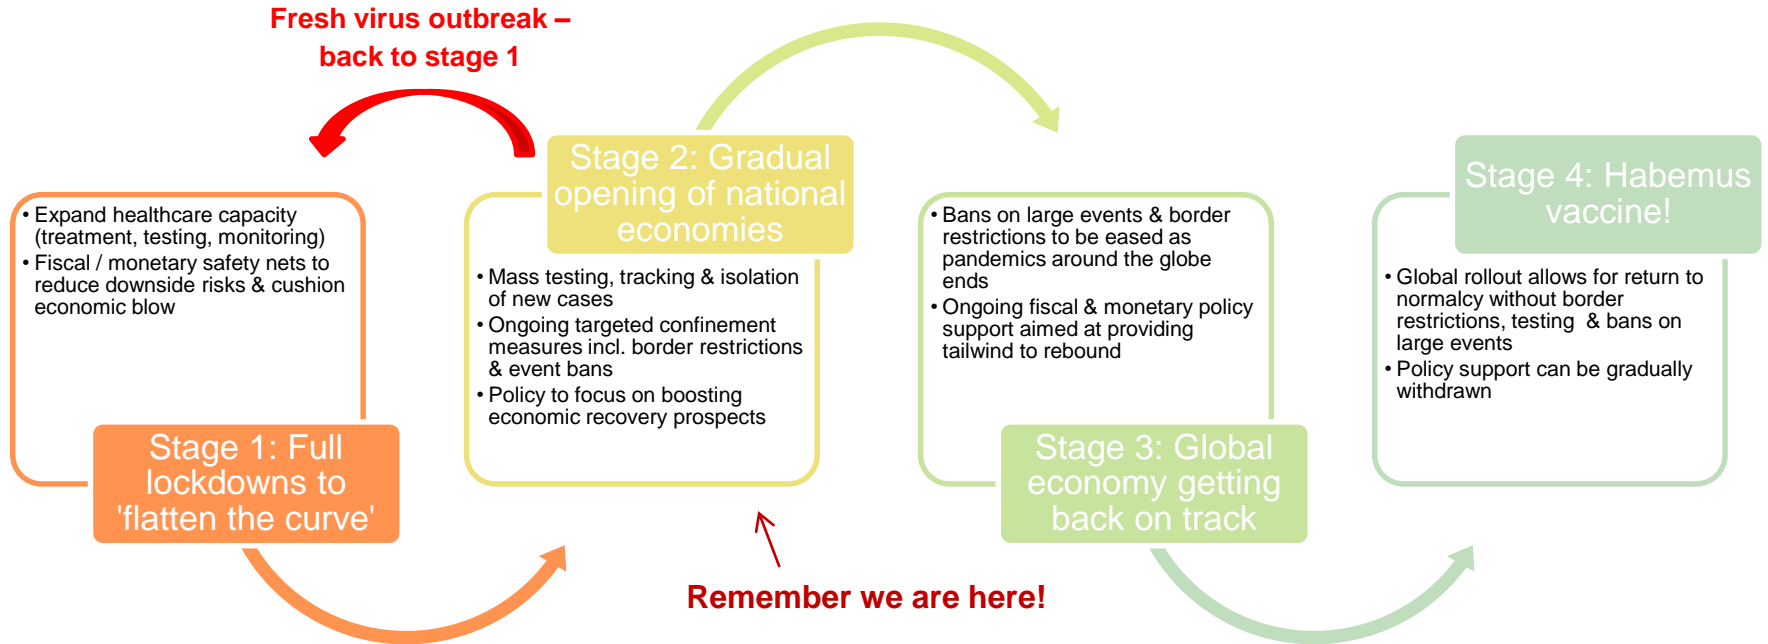 Fresh virus outbreak –
back to stage 1
• Expand healthcare capacity
(treatment, testing, monitoring)
• Fiscal / monetary safety nets to
reduce downside risks & cushion
economic blow
Stage 1: Full
lockdowns to
'flatten the curve'
Stage 2: Gradual
opening of national
economies
• Mass testing, tracking & isolation
of new cases
• Ongoing targeted confinement
measures incl. border restrictions
& event bans
• Policy to focus on boosting
economic recovery prospects
Remember we are here!
• Bans on large events & border
restrictions to be eased as
pandemics around the globe
ends
• Ongoing fiscal & monetary policy
support aimed at providing
tailwind to rebound
Stage 3: Global
economy getting
back on track
Stage 4: Habemus
vaccine!
• Global rollout allows for return to
normalcy without border
restrictions, testing & bans on
large events
• Policy support can be gradually
withdrawn